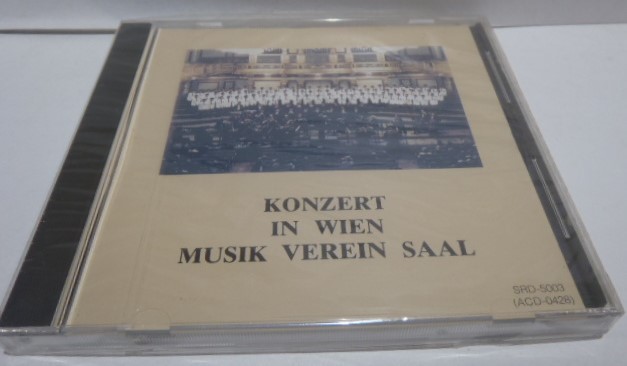 KONZERT
IN WIEN
MUSIK VEREIN SAAL
SRD-5003
(ACD-0428)